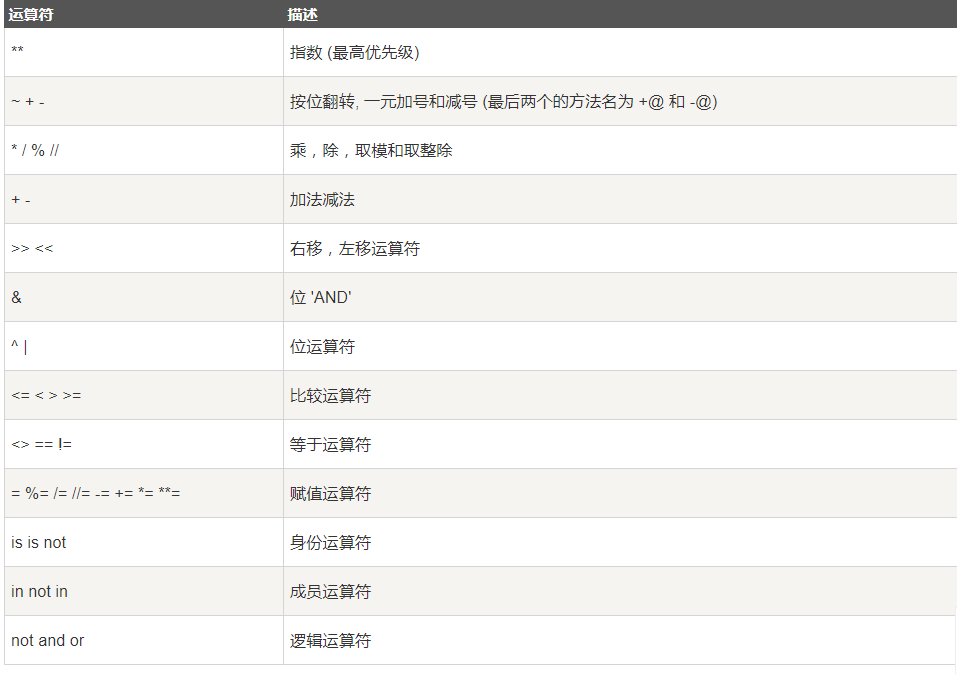 运算符 描述
** 指数 (最高优先级)
~ + - 按位翻转, 一元加号和减号 (最后两个的方法名为 +@ 和 -@)
* / % // 乘，除，取模和取整除
+ - 加法减法
>> << 右移，左移运算符
& 位 'AND'
^ | 位运算符
<= < > >= 比较运算符
<> == != 等于运算符
= %= /= //= -= += *= **= 赋值运算符
is is not 身份运算符
in not in 成员运算符
not and or 逻辑运算符